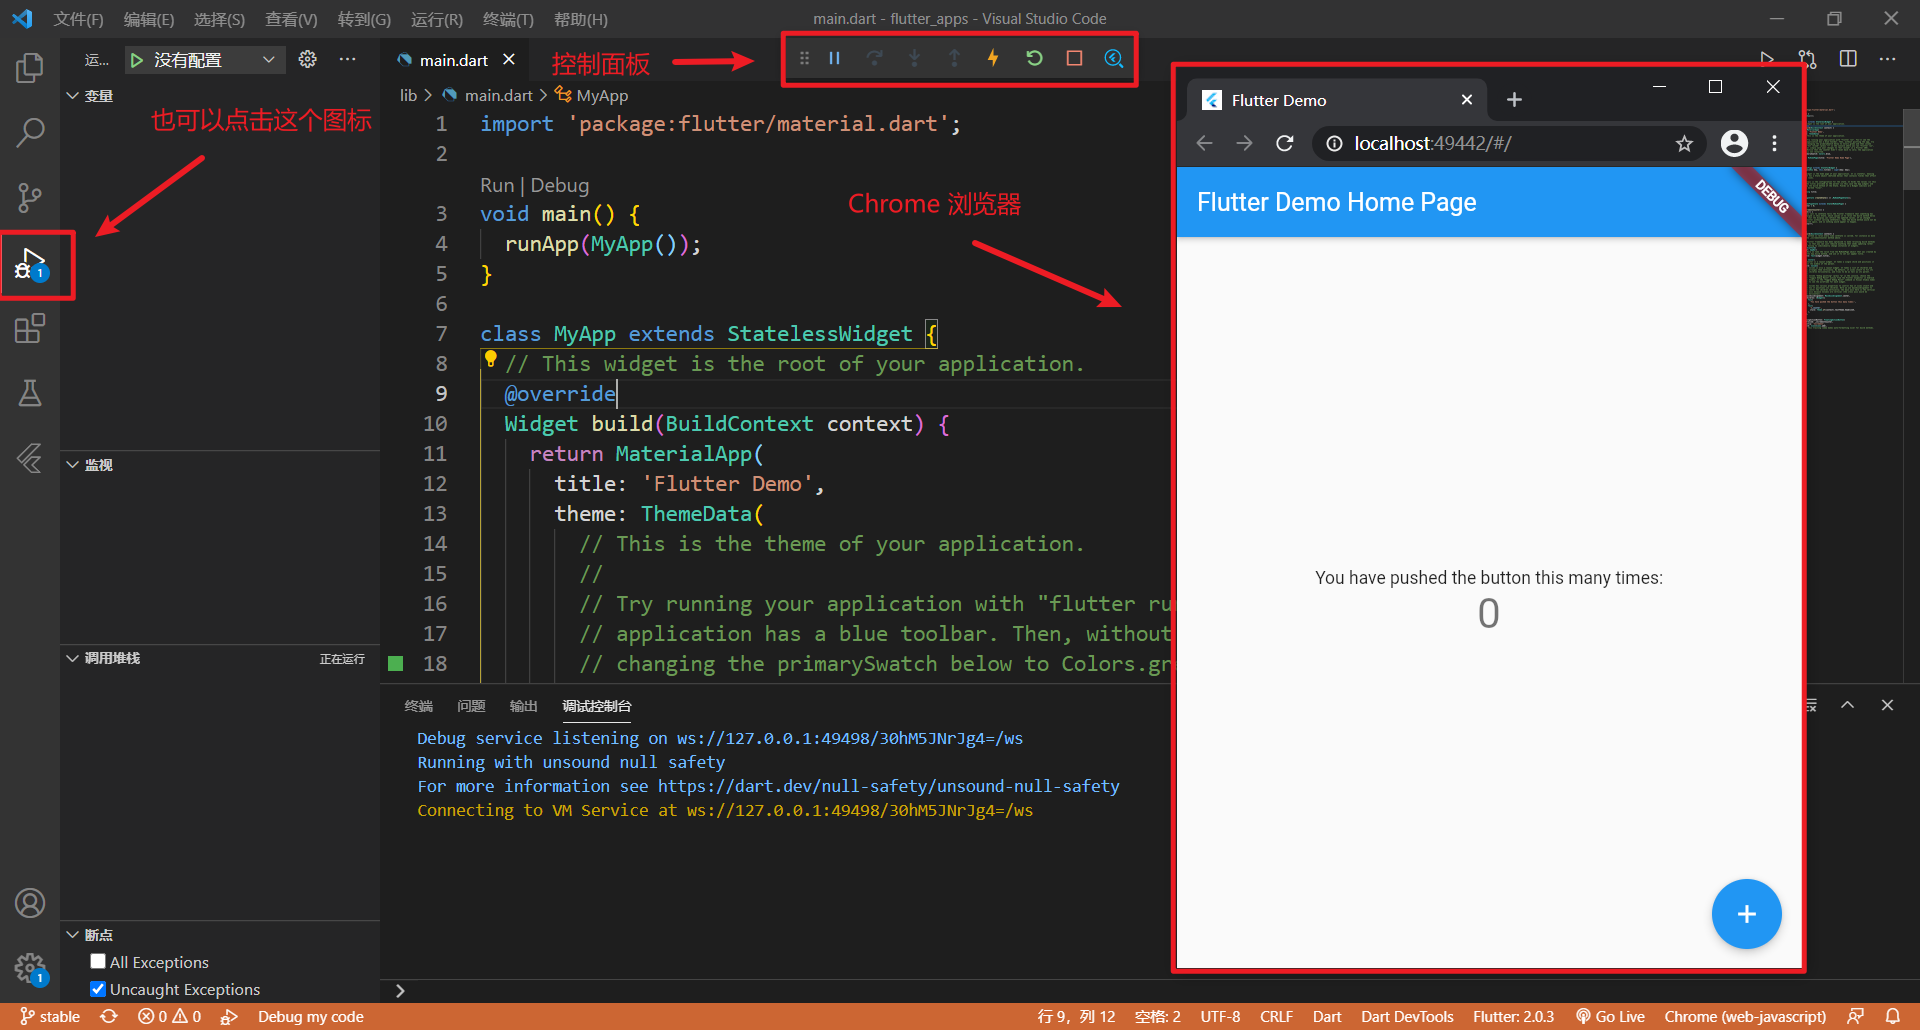 文件(F) 编辑(E) 选择(S) 查看(V) 转到(G) 运行(R) 终端(T) 帮助(H)
main.dart - flutter_apps - Visual Studio Code
运... 没有配置
变量
也可以点击这个图标
监视
调用堆栈 正在运行
断点
All Exceptions
Uncaught Exceptions
main.dart
控制面板
lib > main.dart > MyApp
1 import 'package:flutter/material.dart';
2
Run | Debug
3 void main() {
4 runApp(MyApp());
5 }
6
7 class MyApp extends StatelessWidget {
8 // This widget is the root of your application.
9 @override
10 Widget build(BuildContext context) {
11 return MaterialApp(
12 title: 'Flutter Demo',
13 theme: ThemeData(
14 // This is the theme of your application.
15 //
16 // Try running your application with "flutter ru
17 // application has a blue toolbar. Then, without
18 // changing the primarySwatch below to Colors.gr
Chrome 浏览器
Flutter Demo
localhost:49442/#/
Flutter Demo Home Page
DEBUG
You have pushed the button this many times:
0
+
终端 问题 输出 调试控制台
Debug service listening on ws://127.0.0.1:49498/30hM5JNrJg4=/ws
Running with unsound null safety
For more information see https://dart.dev/null-safety/unsound-null-safety
Connecting to VM Service at ws://127.0.0.1:49498/30hM5JNrJg4=/ws
1
1
stable 0 0 Debug my code 行 9，列 12 空格: 2 UTF-8 CRLF Dart Dart DevTools Flutter: 2.0.3 Go Live Chrome (web-javascript)